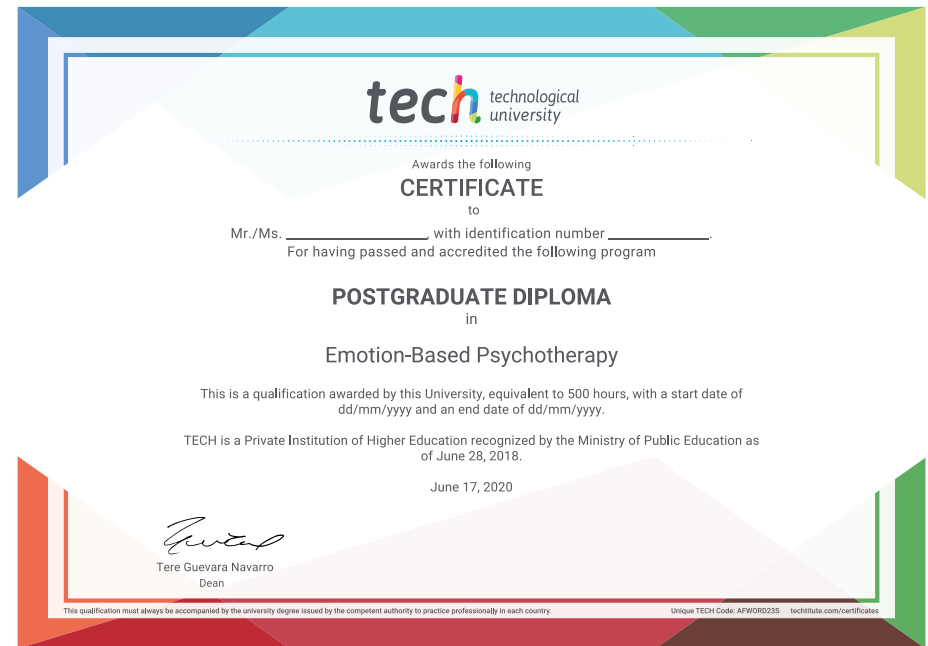 tech technological
university
Awards the following
CERTIFICATE
to
Mr./Ms. ____________________, with identification number ______________.
For having passed and accredited the following program
POSTGRADUATE DIPLOMA
in
Emotion-Based Psychotherapy
This is a qualification awarded by this University, equivalent to 500 hours, with a start date of
dd/mm/yyyy and an end date of dd/mm/yyyy.
TECH is a Private Institution of Higher Education recognized by the Ministry of Public Education as
of June 28, 2018.
June 17, 2020
Tere Guevara Navarro
Dean
This qualification must always be accompanied by the university degree issued by the competent authority to practice professionally in each country. Unique TECH Code: AFWORD23S techtitute.com/certificates